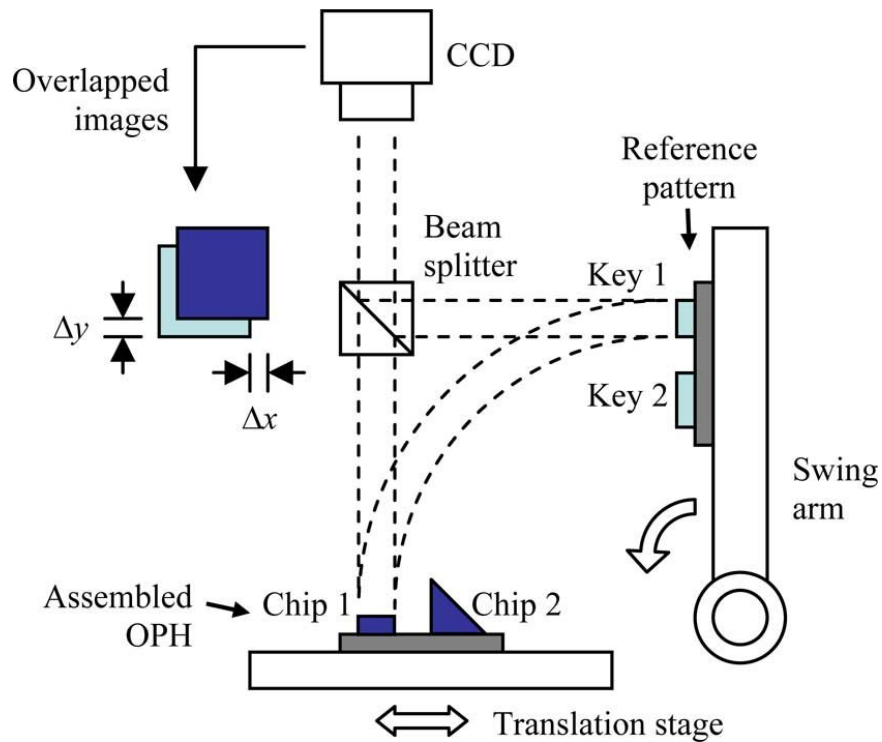 CCD
Overlapped
images
Reference
pattern
Beam
splitter
Key 1
Δy
Key 2
Δx
Swing
arm
Assembled
OPH
Chip 1
Chip 2
Translation stage